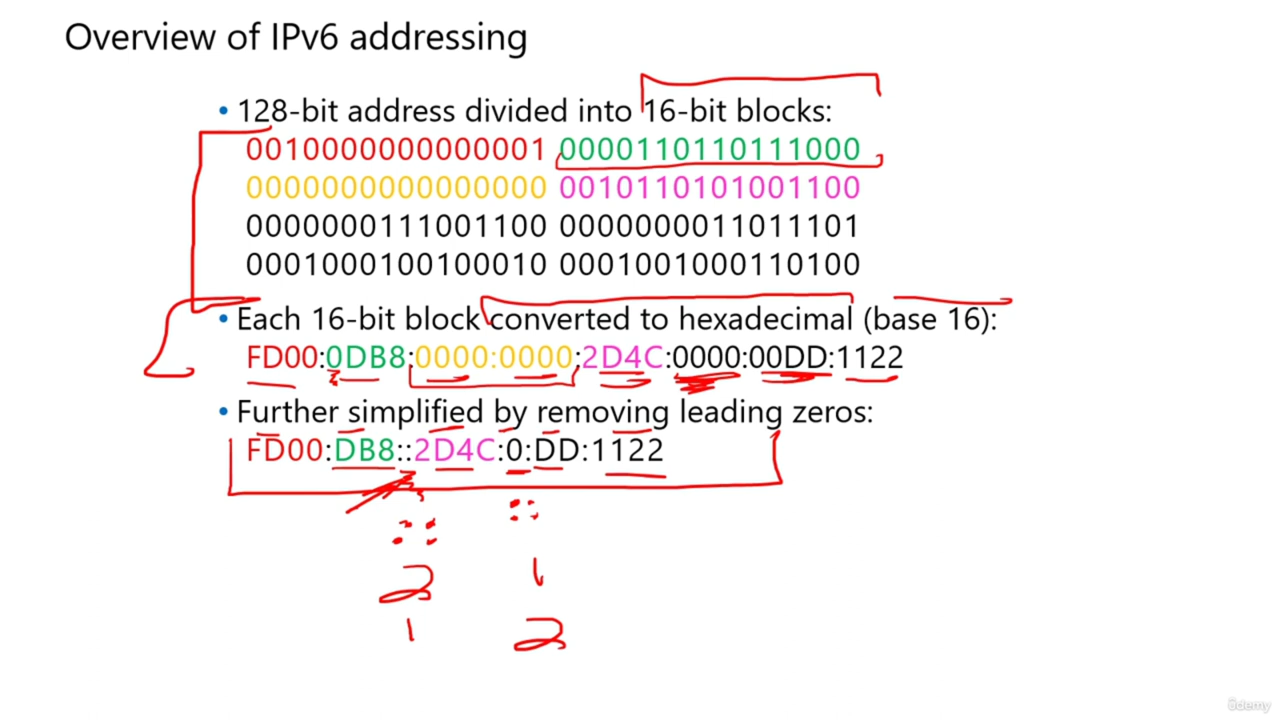 Overview of IPv6 addressing
• 128-bit address divided into 16-bit blocks:
0010000000000001 0000110110111000
0000000000000000 0010110101001100
0000000111001100 0000000011011101
0001000100100010 0001001000110100
• Each 16-bit block converted to hexadecimal (base 16):
FD00:0DB8:0000:0000:2D4C:0000:00DD:1122
• Further simplified by removing leading zeros:
FD00:DB8::2D4C:0:DD:1122
:: ::
2 1
1 2
ûdemy